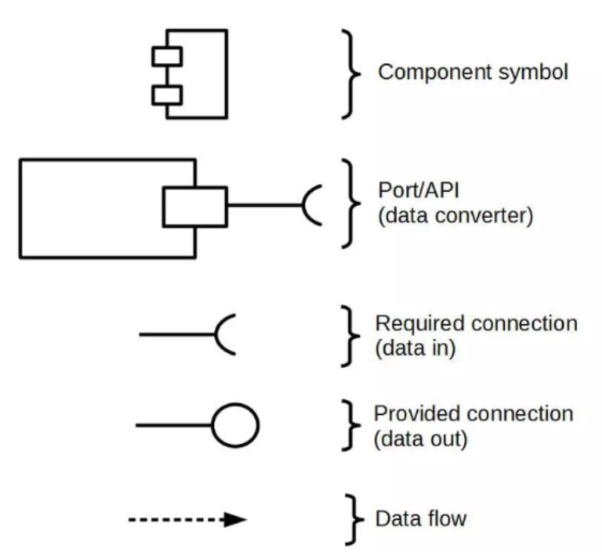 Component symbol
Port/API
(data converter)
Required connection
(data in)
Provided connection
(data out)
Data flow